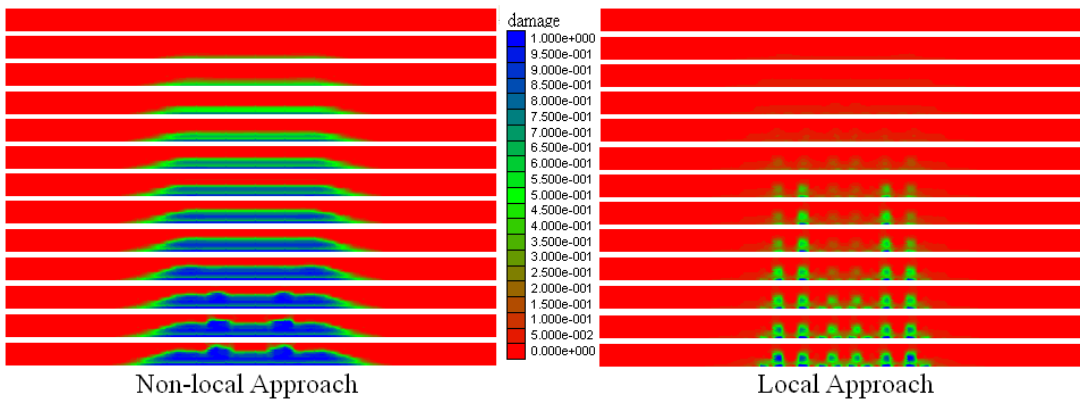 damage
1.000e+000
9.500e-001
9.000e-001
8.500e-001
8.000e-001
7.500e-001
7.000e-001
6.500e-001
6.000e-001
5.500e-001
5.000e-001
4.500e-001
4.000e-001
3.500e-001
3.000e-001
2.500e-001
2.000e-001
1.500e-001
1.000e-001
5.000e-002
0.000e+000
Non-local Approach
Local Approach